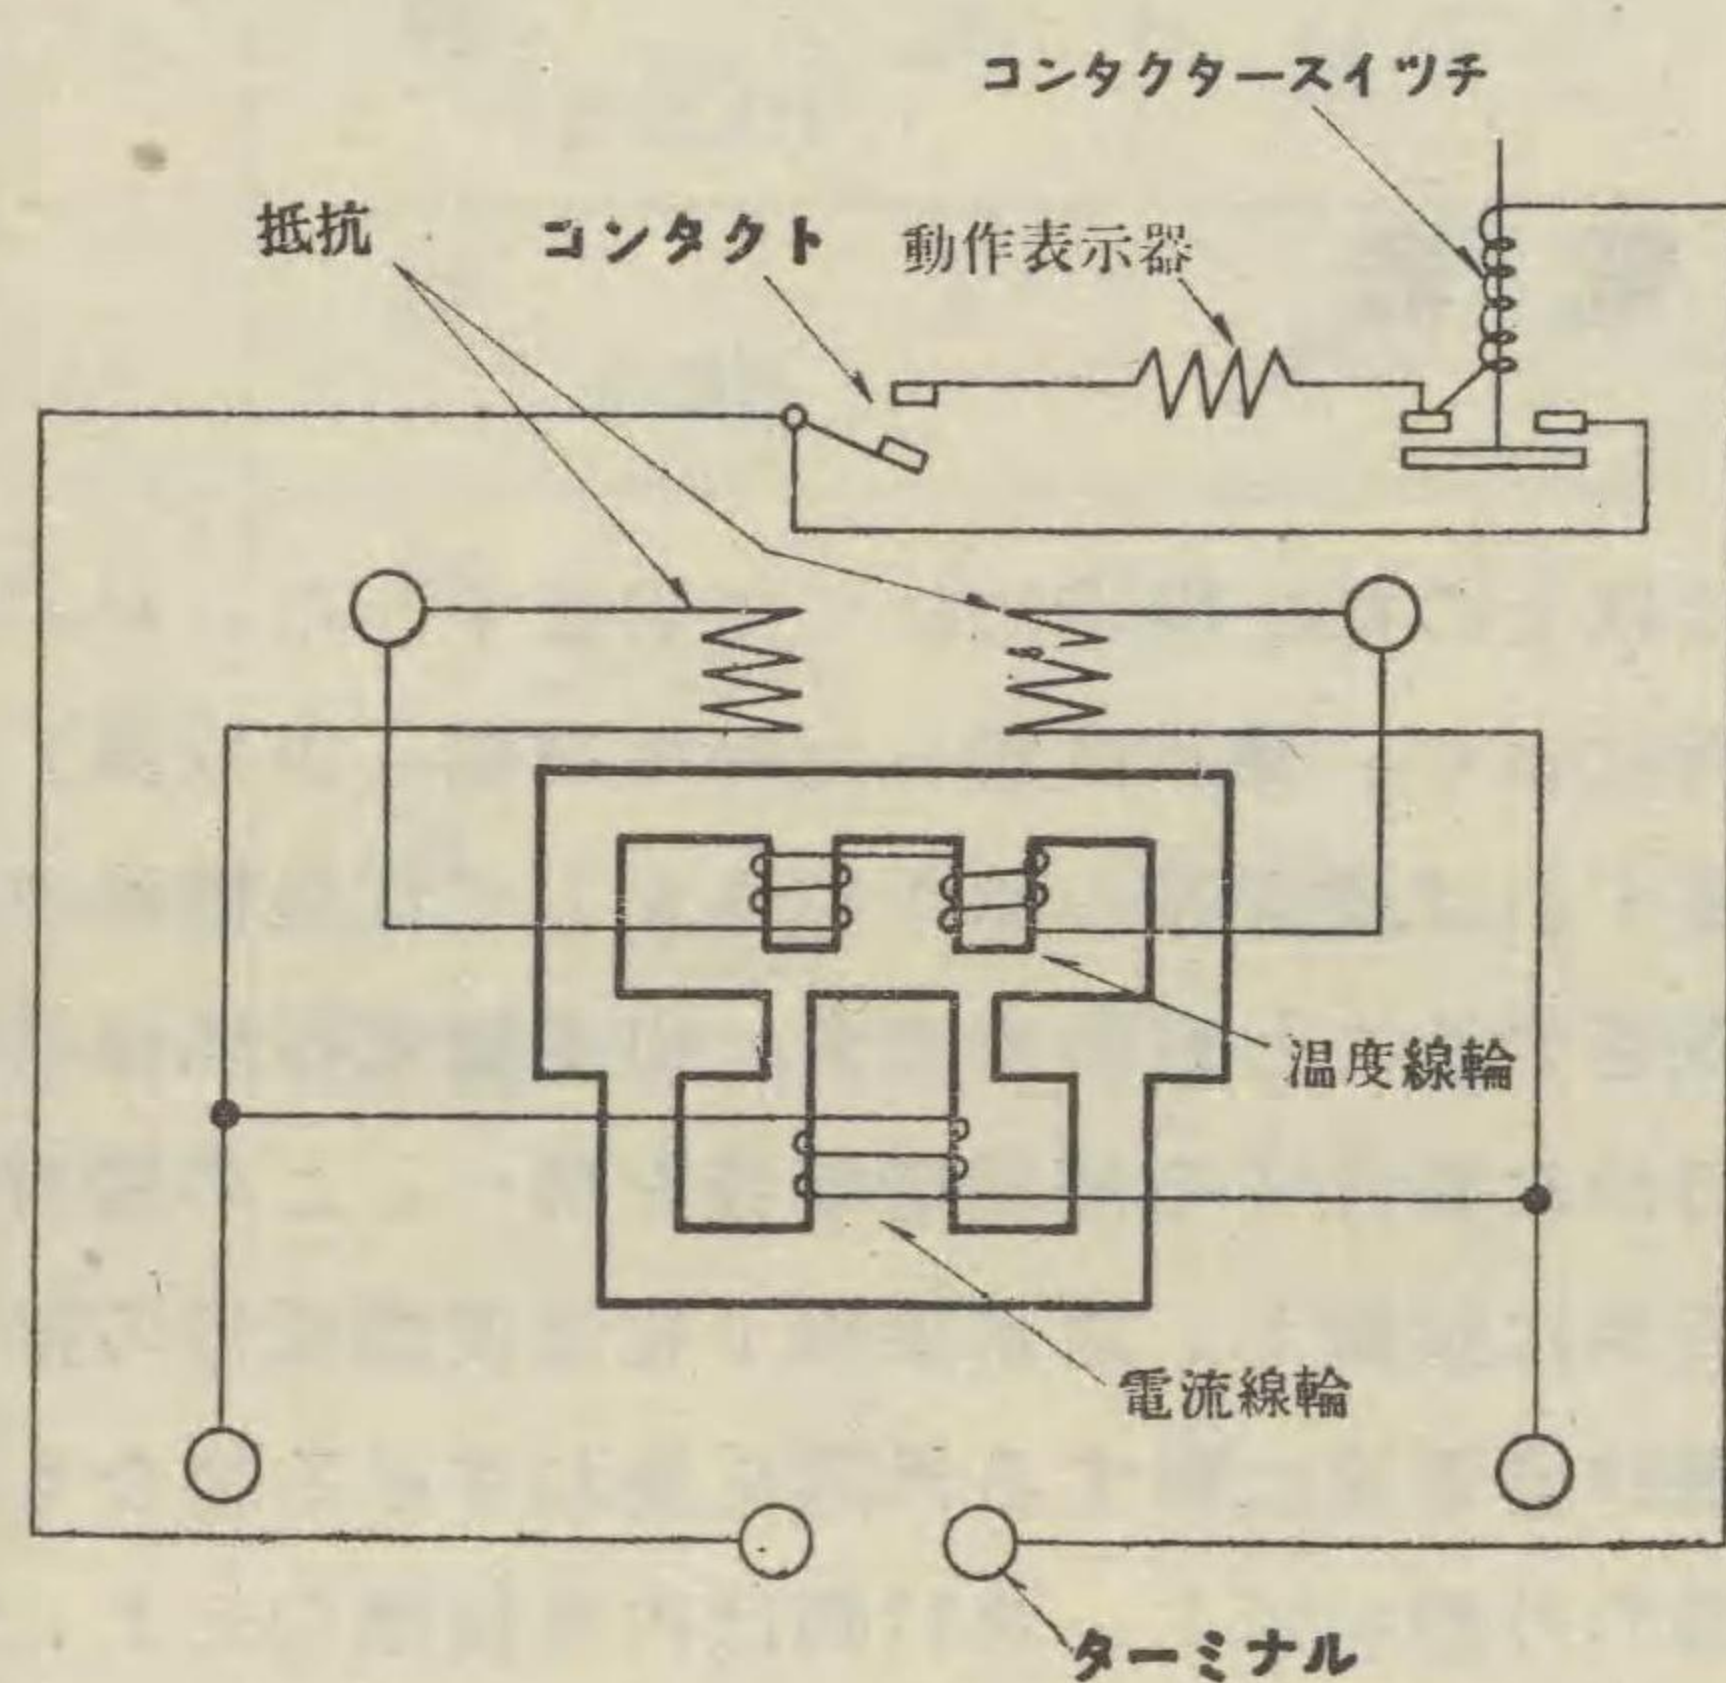 コンタクタースイツチ
抵抗
コンタクト
動作表示器
温度線輪
電流線輪
ターミナル